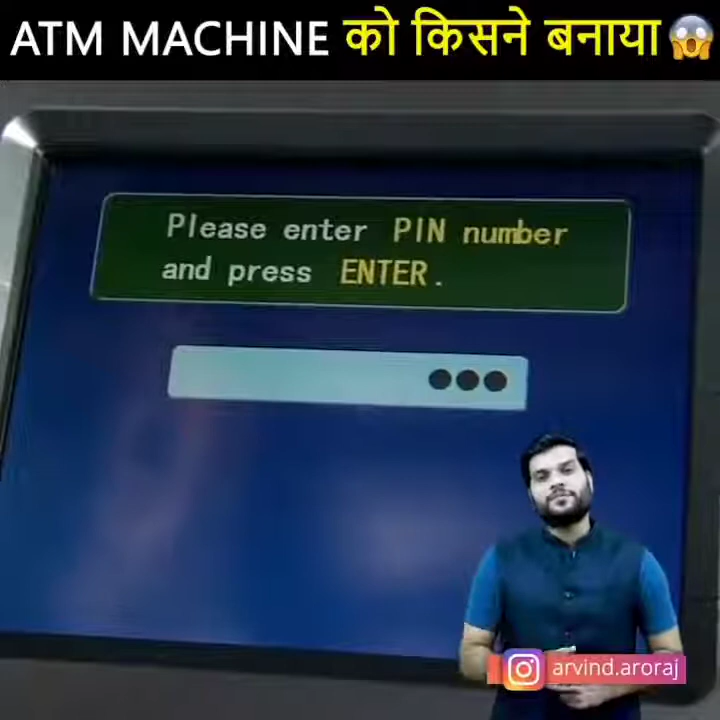 ATM MACHINE को किसने बनाया😱
Please enter PIN number
and press ENTER.
arvind.aroraj